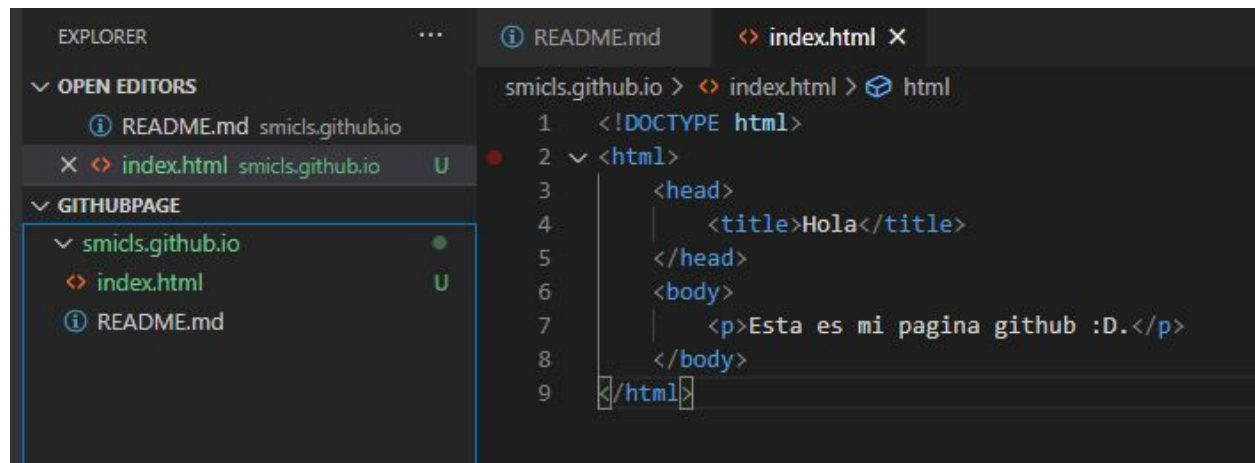 EXPLORER ...
OPEN EDITORS
README.md smicls.github.io
index.html smicls.github.io U
GITHUBPAGE
smicls.github.io
index.html U
README.md
README.md index.html
smicls.github.io > index.html > html
1 <!DOCTYPE html>
2 <html>
3 <head>
4 <title>Hola</title>
5 </head>
6 <body>
7 <p>Esta es mi pagina github :D.</p>
8 </body>
9 </html>